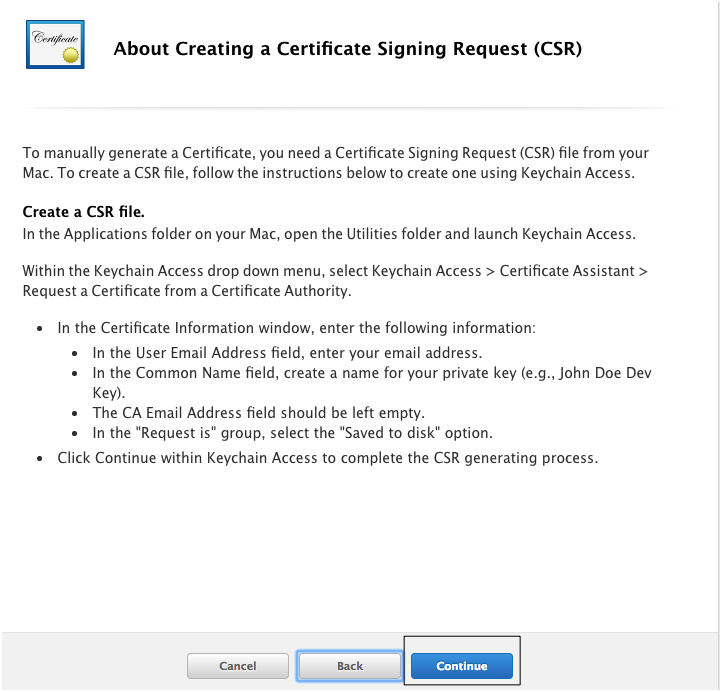 Certificate
About Creating a Certificate Signing Request (CSR)
To manually generate a Certificate, you need a Certificate Signing Request (CSR) file from your
Mac. To create a CSR file, follow the instructions below to create one using Keychain Access.
Create a CSR file.
In the Applications folder on your Mac, open the Utilities folder and launch Keychain Access.
Within the Keychain Access drop down menu, select Keychain Access > Certificate Assistant >
Request a Certificate from a Certificate Authority.
• In the Certificate Information window, enter the following information:
• In the User Email Address field, enter your email address.
• In the Common Name field, create a name for your private key (e.g., John Doe Dev
Key).
• The CA Email Address field should be left empty.
• In the "Request is" group, select the "Saved to disk" option.
• Click Continue within Keychain Access to complete the CSR generating process.
Cancel Back Continue